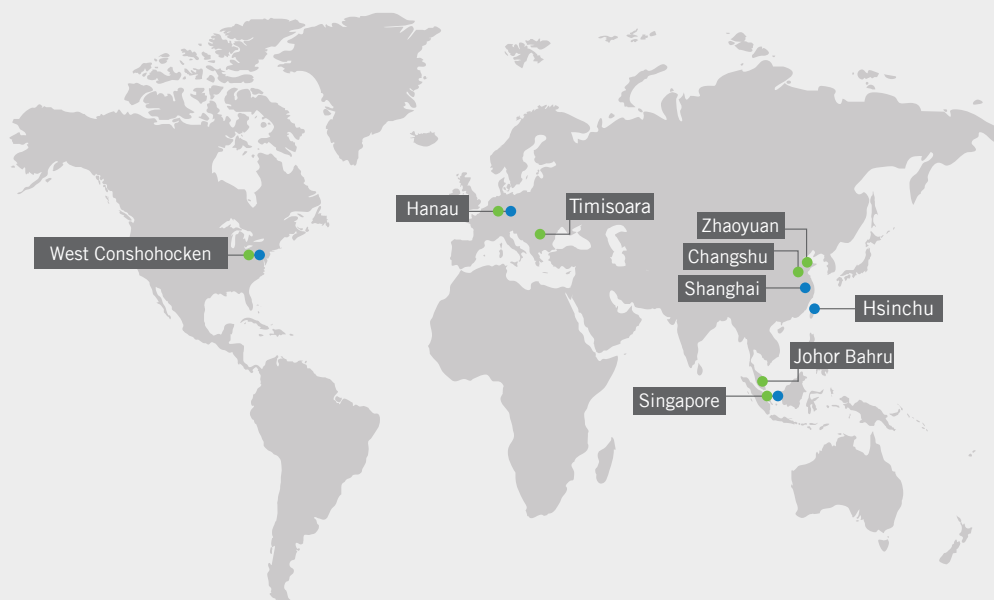 Hanau
Timisoara
Zhaoyuan
West Conshohocken
Changshu
Shanghai
Hsinchu
Johor Bahru
Singapore